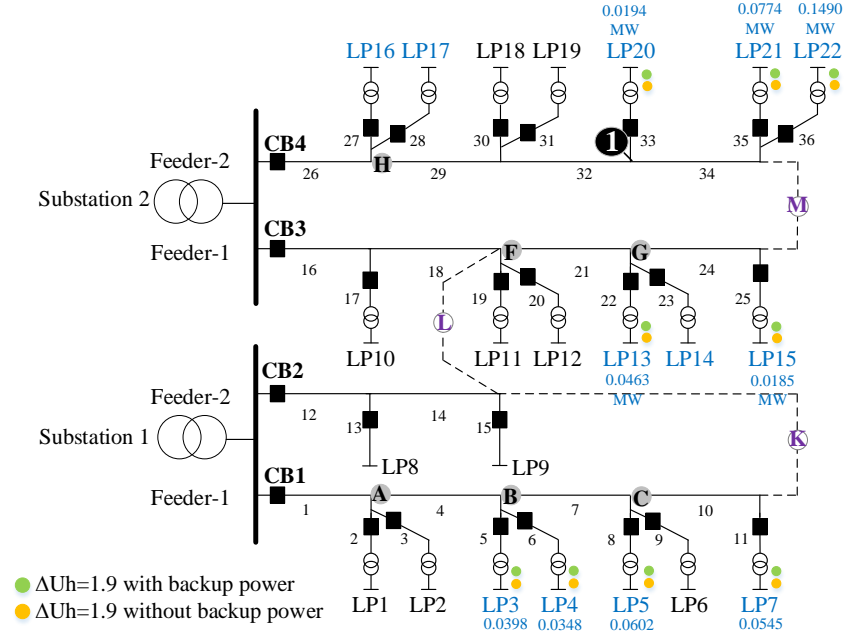 0.0194 0.0774 0.1490
MW MW MW
LP16 LP17 LP18 LP19 LP20 LP21 LP22
27 28 30 31 1 33 35 36
CB4
Feeder-2
H
26 29 32 34
Substation 2
M
CB3
Feeder-1
F G
16 18 21 24
17 19 20 22 23 25
L
LP10 LP11 LP12 LP13 LP14 LP15
0.0463 0.0185
MW MW
CB2
Feeder-2
12 14
13 15
Substation 1
K
LP8 LP9
CB1
Feeder-1
A B C
1 4 7 10
2 3 5 6 8 9 11
ΔUh=1.9 with backup power
ΔUh=1.9 without backup power
LP1 LP2 LP3 LP4 LP5 LP6 LP7
0.0398 0.0348 0.0602 0.0545